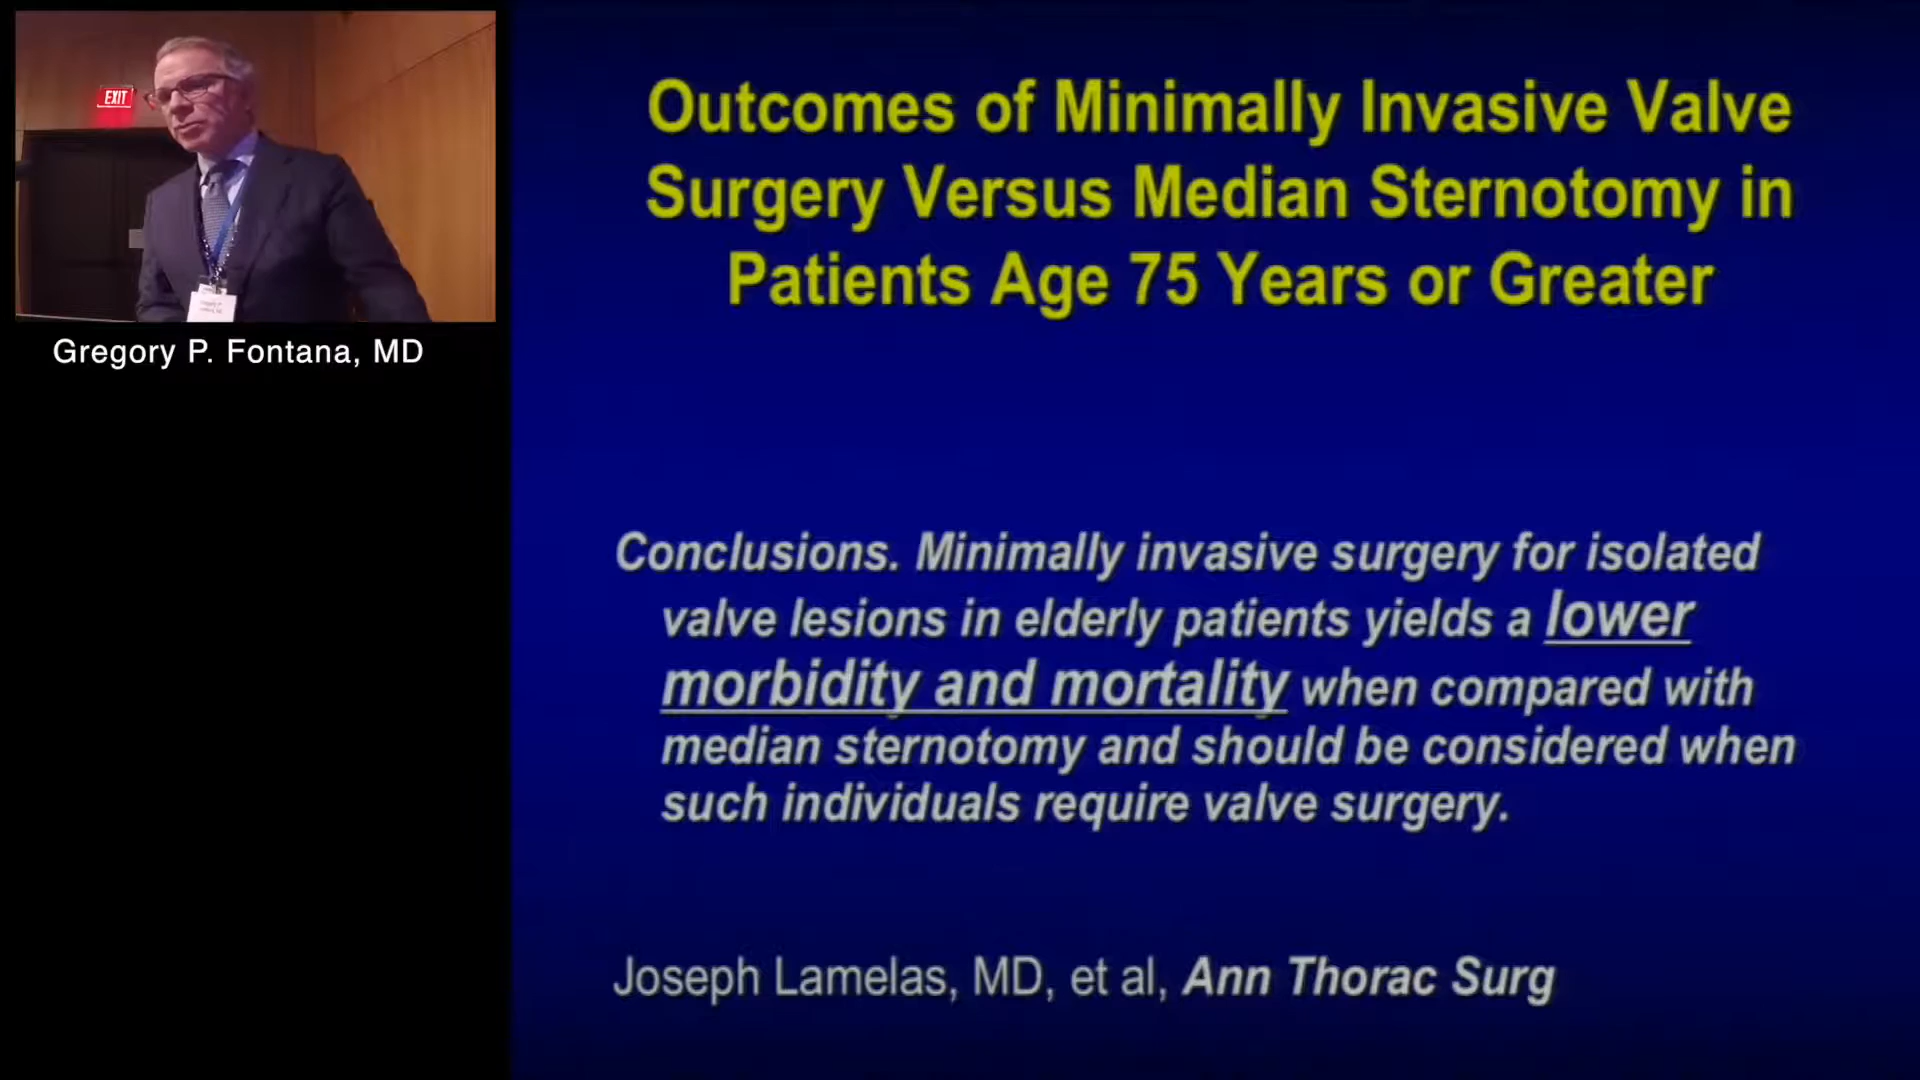 EXIT
Gregory P. Fontana, MD
Outcomes of Minimally Invasive Valve
Surgery Versus Median Sternotomy in
Patients Age 75 Years or Greater
Conclusions. Minimally invasive surgery for isolated
valve lesions in elderly patients yields a lower
morbidity and mortality when compared with
median sternotomy and should be considered when
such individuals require valve surgery.
Joseph Lamelas, MD, et al, Ann Thorac Surg